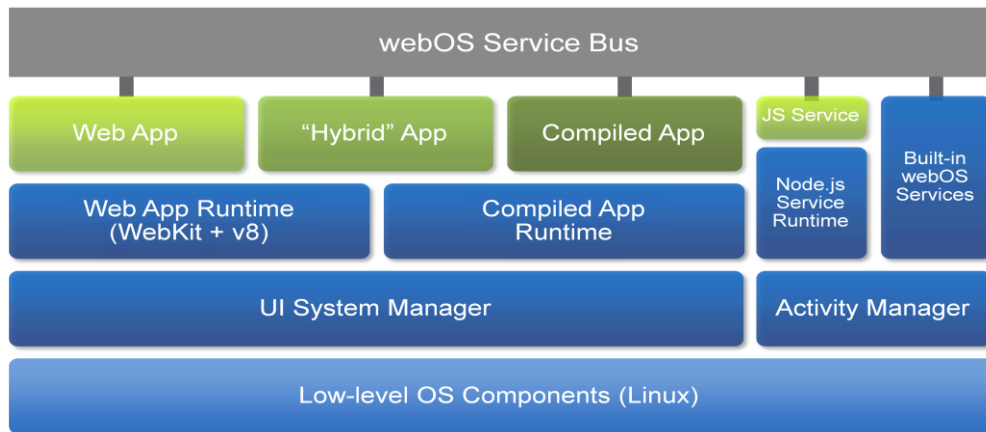 webOS Service Bus
Web App
“Hybrid” App
Compiled App
JS Service
Web App Runtime
(WebKit + v8)
Compiled App
Runtime
Node.js
Service
Runtime
Built-in
webOS
Services
UI System Manager
Activity Manager
Low-level OS Components (Linux)